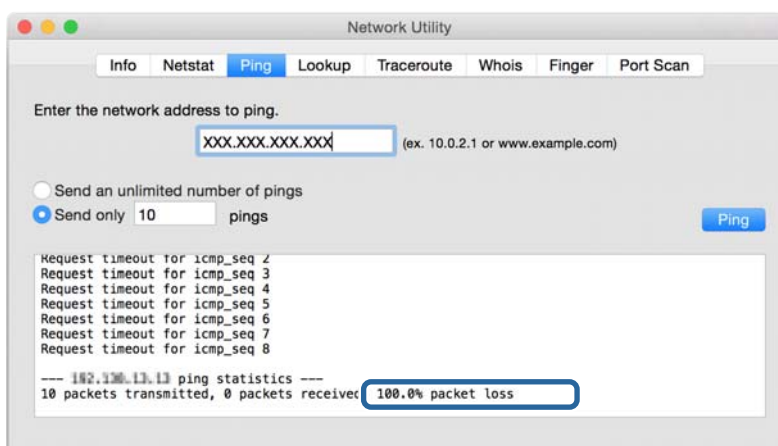 Network Utility
Info Netstat Ping Lookup Traceroute Whois Finger Port Scan
Enter the network address to ping.
XXX.XXX.XXX.XXX (ex. 10.0.2.1 or www.example.com)
Send an unlimited number of pings
Send only 10 pings
Ping
Request timeout for icmp_seq 2
Request timeout for icmp_seq 3
Request timeout for icmp_seq 4
Request timeout for icmp_seq 5
Request timeout for icmp_seq 6
Request timeout for icmp_seq 7
Request timeout for icmp_seq 8
--- ping statistics ---
10 packets transmitted, 0 packets received 100.0% packet loss